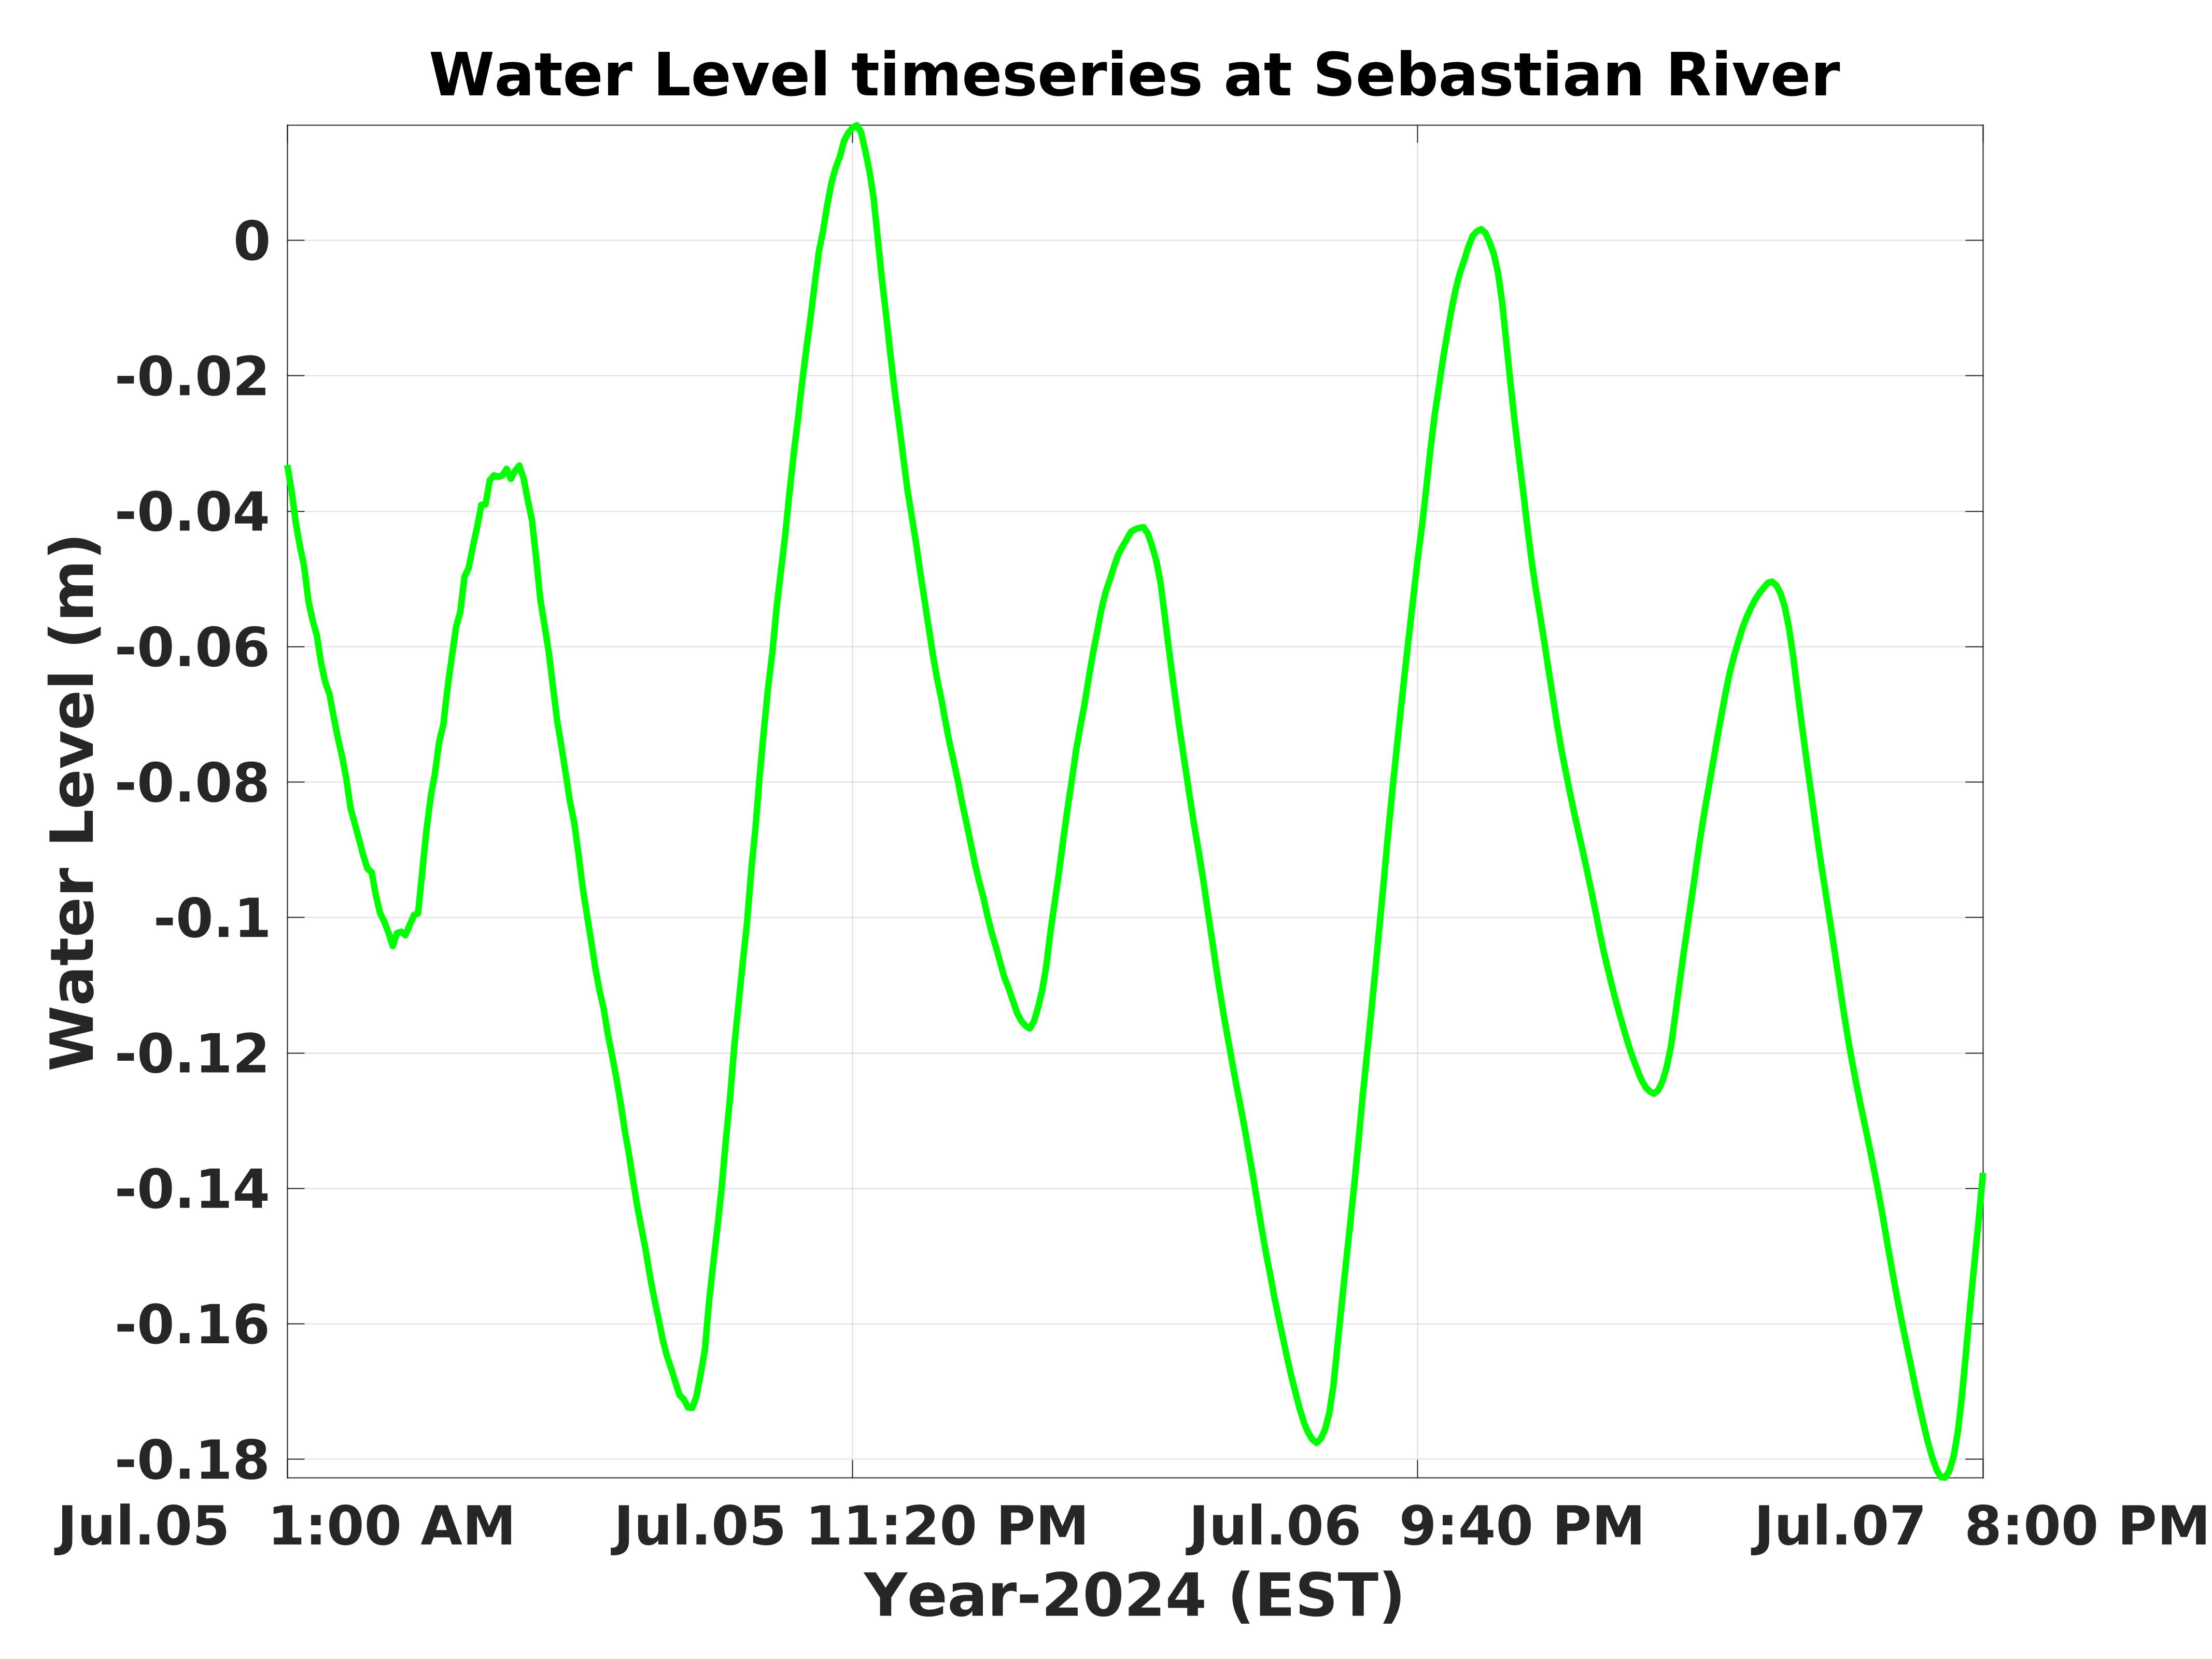 Water Level timeseries at Sebastian River
Water Level (m)
0
-0.02
-0.04
-0.06
-0.08
-0.1
-0.12
-0.14
-0.16
-0.18
Jul.05 1:00 AM
Jul.05 11:20 PM
Jul.06 9:40 PM
Jul.07 8:00 PM
Year-2024 (EST)